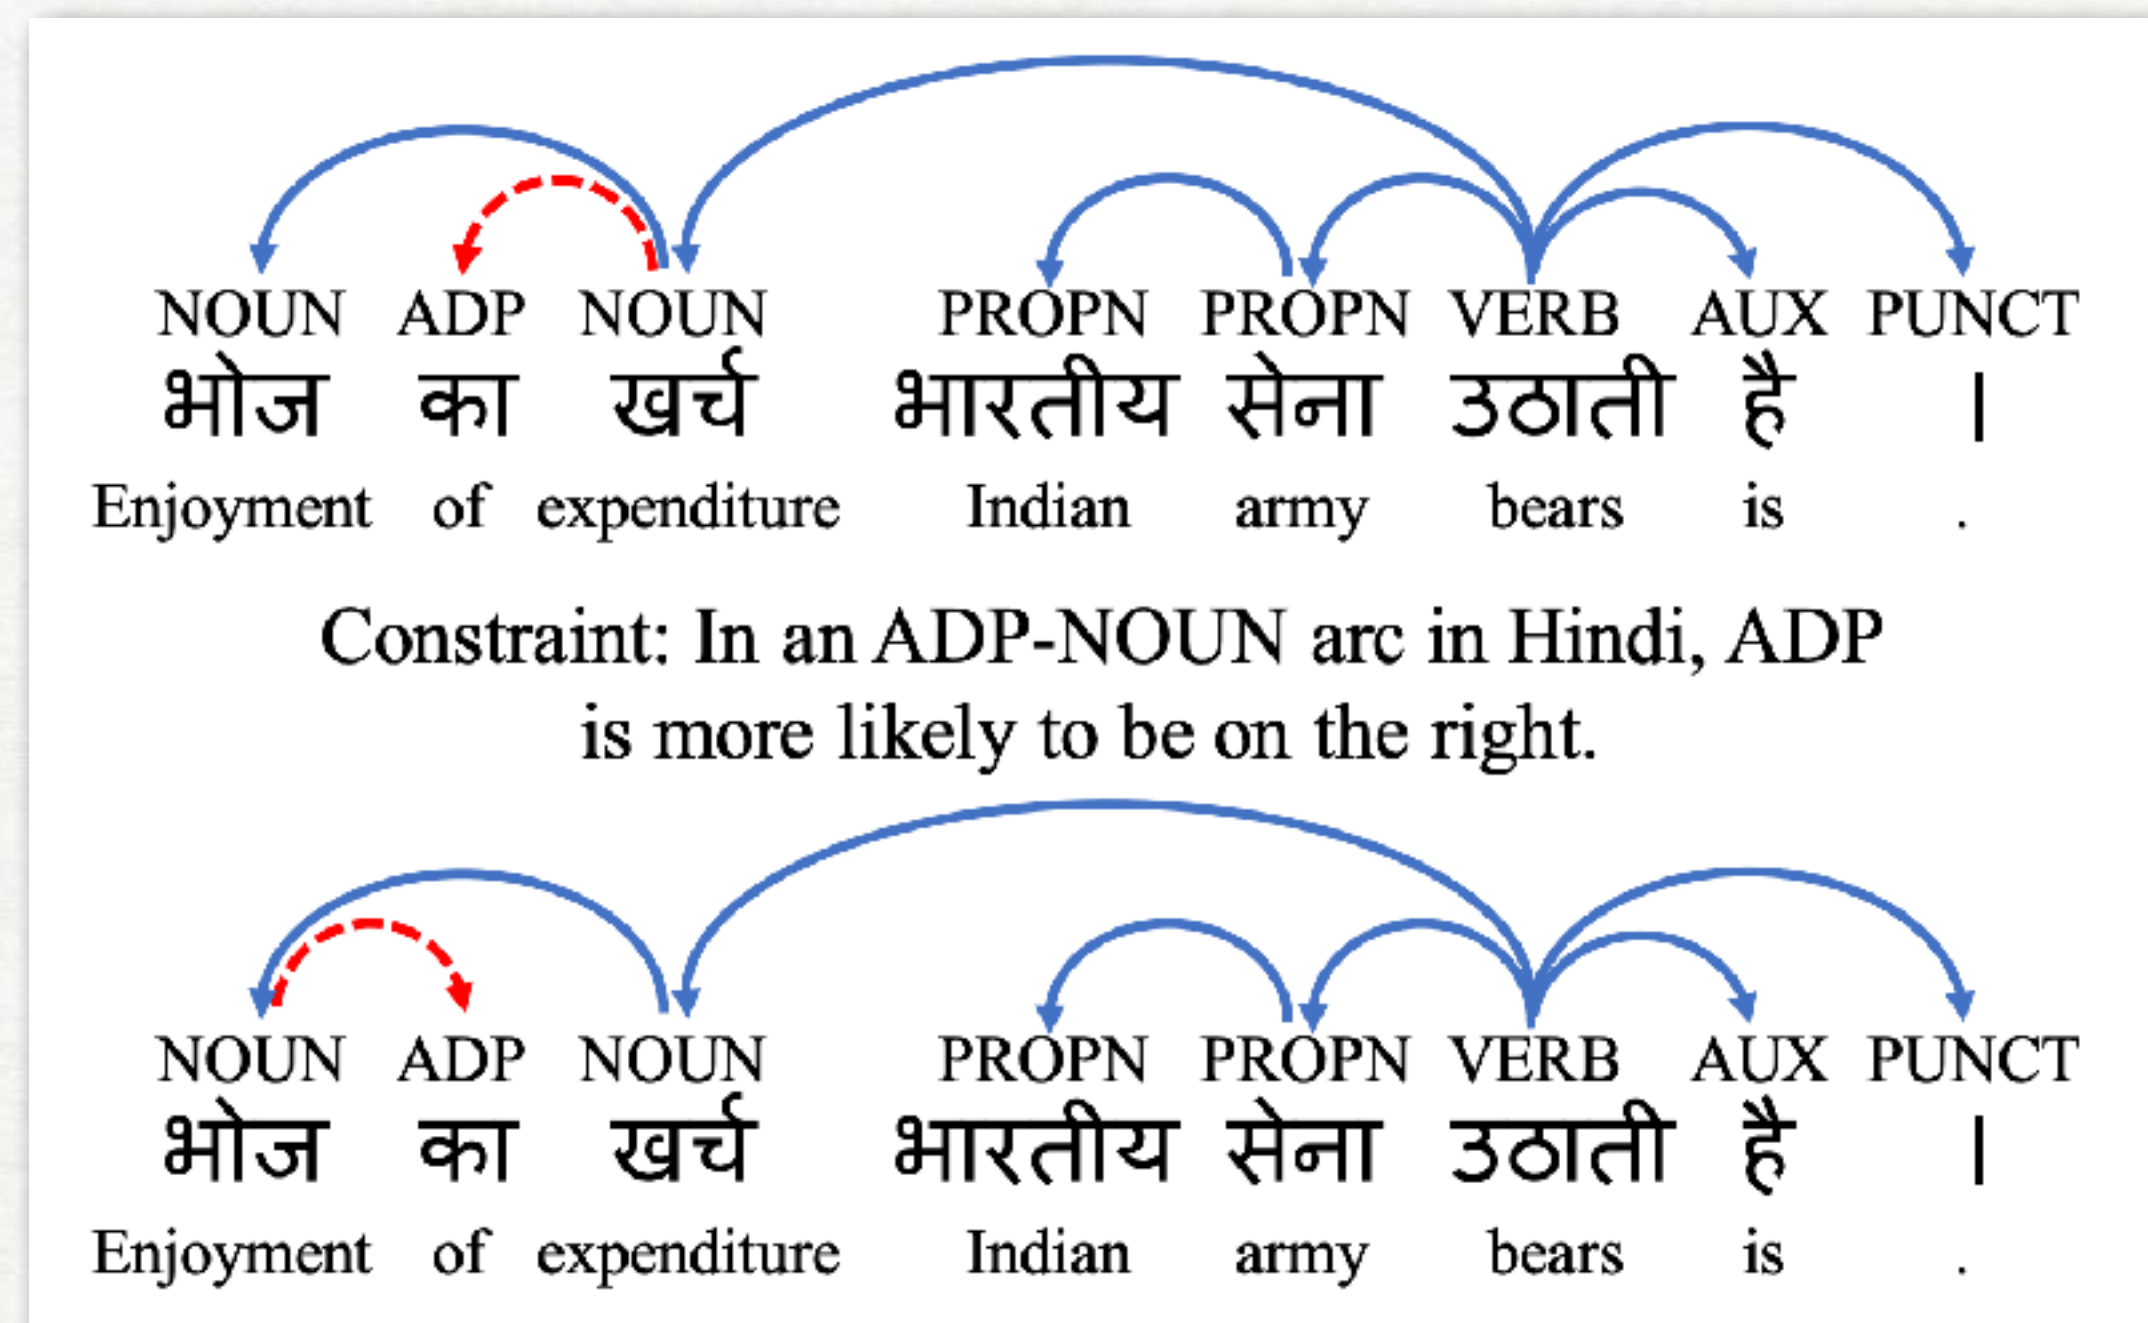 NOUN ADP NOUN PROPN PROPN VERB AUX PUNCT
भोज का खर्च भारतीय सेना उठाती है |
Enjoyment of expenditure Indian army bears is .
Constraint: In an ADP-NOUN arc in Hindi, ADP
is more likely to be on the right.
NOUN ADP NOUN PROPN PROPN VERB AUX PUNCT
भोज का खर्च भारतीय सेना उठाती है |
Enjoyment of expenditure Indian army bears is .